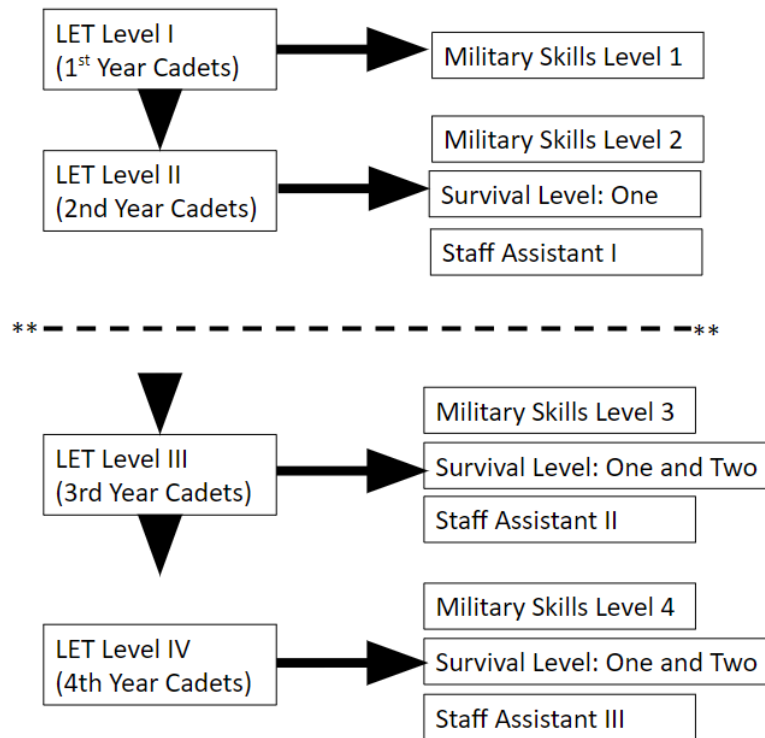 LET Level I
(1st Year Cadets)
Military Skills Level 1
LET Level II
(2nd Year Cadets)
Military Skills Level 2
Survival Level: One
Staff Assistant I
** **
LET Level III
(3rd Year Cadets)
Military Skills Level 3
Survival Level: One and Two
Staff Assistant II
LET Level IV
(4th Year Cadets)
Military Skills Level 4
Survival Level: One and Two
Staff Assistant III